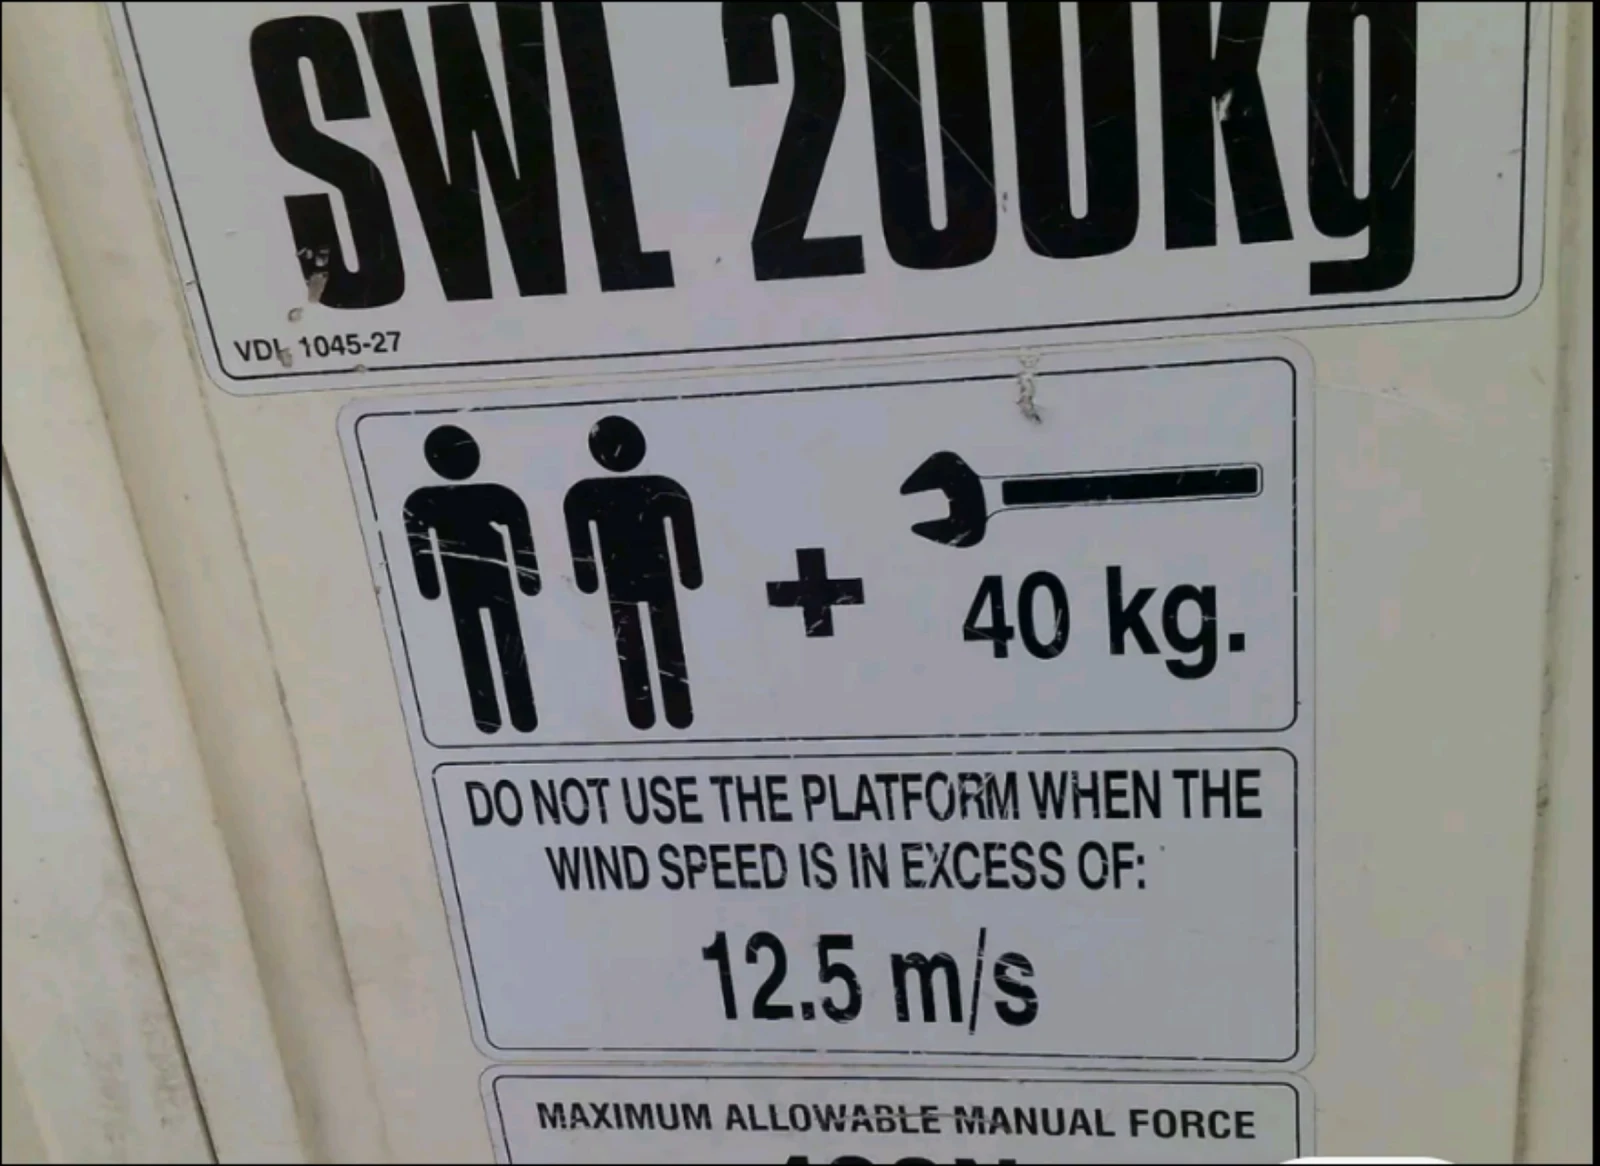 SWL 200Kg
VDL 1045-27
40 kg.
DO NOT USE THE PLATFORM WHEN THE
WIND SPEED IS IN EXCESS OF:
12.5 m/s
MAXIMUM ALLOWABLE MANUAL FORCE